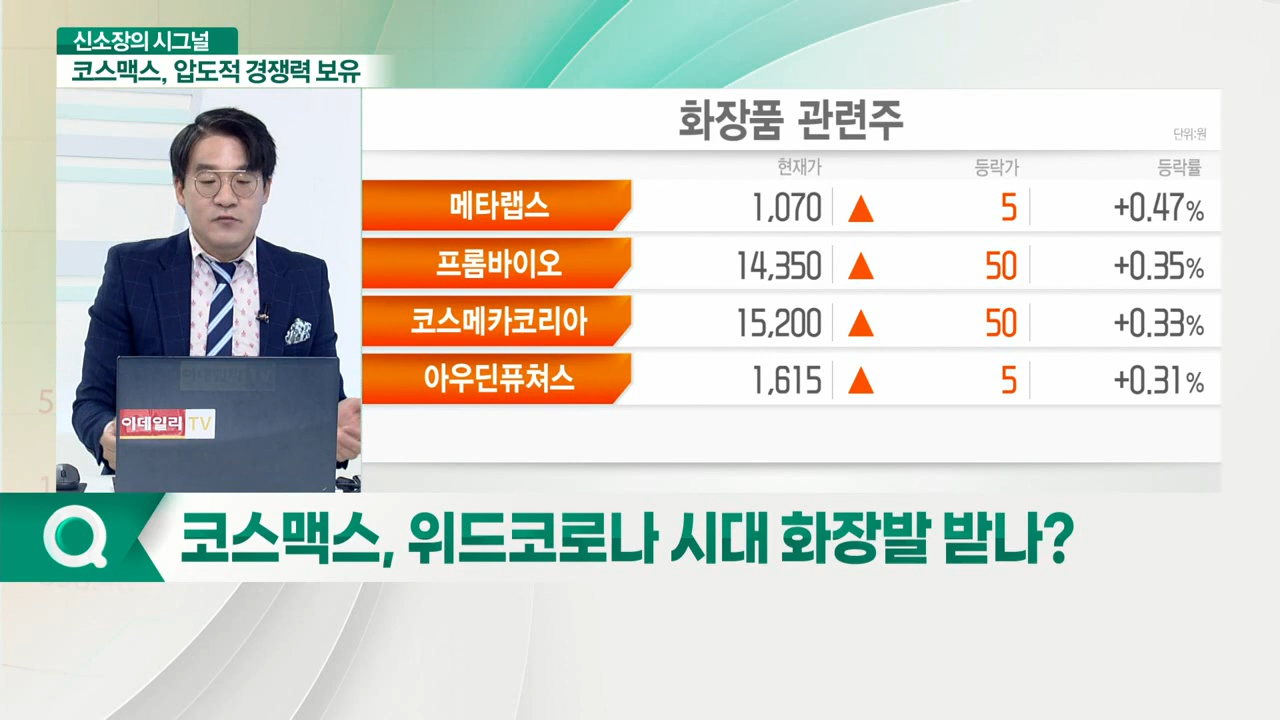 신소장의 시그널
코스맥스, 압도적 경쟁력 보유
화장품 관련주
단위:원
현재가 등락가 등락률
메타랩스 1,070 ▲ 5 +0.47%
프롬바이오 14,350 ▲ 50 +0.35%
코스메카코리아 15,200 ▲ 50 +0.33%
아우딘퓨쳐스 1,615 ▲ 5 +0.31%
이데일리TV
코스맥스, 위드코로나 시대 화장발 받나?